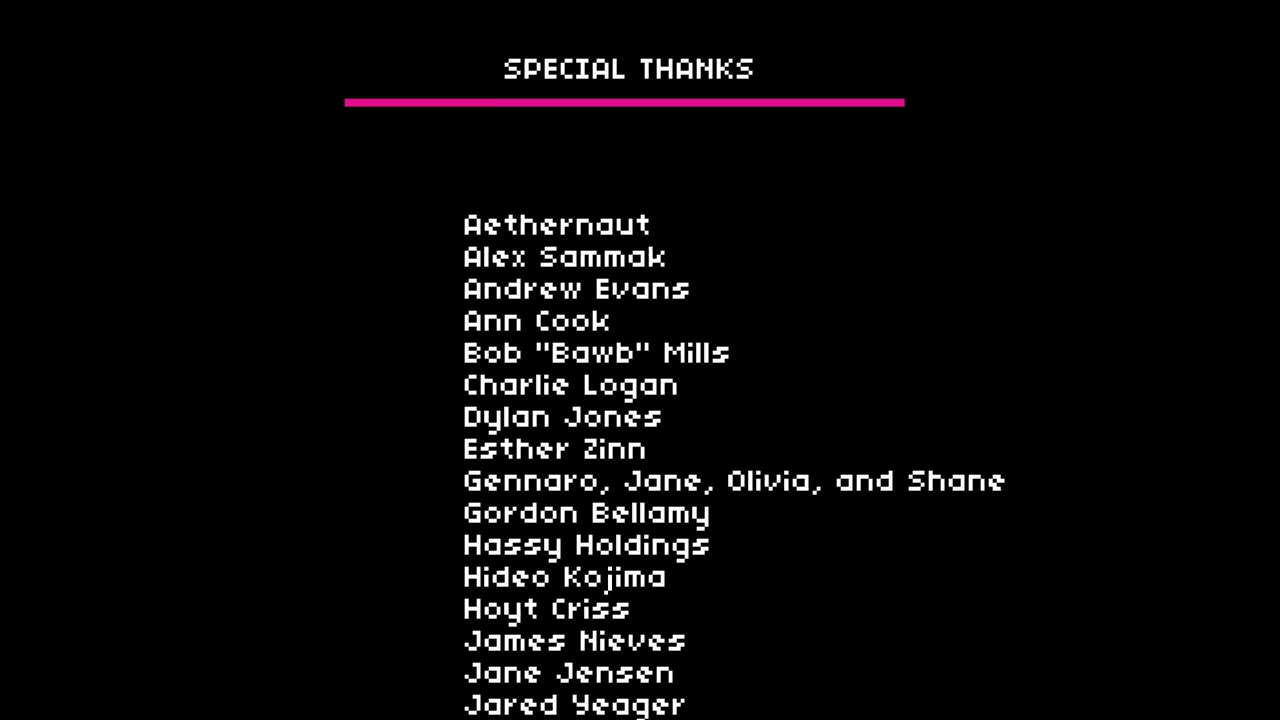 SPECIAL THANKS
Aethernaut
Alex Sammak
Andrew Evans
Ann Cook
Bob "Bawb" Mills
Charlie Logan
Dylan Jones
Esther Zinn
Gennaro, Jane, Olivia, and Shane
Gordon Bellamy
Hassy Holdings
Hideo Kojima
Hoyt Criss
James Nieves
Jane Jensen
Jared Yeager